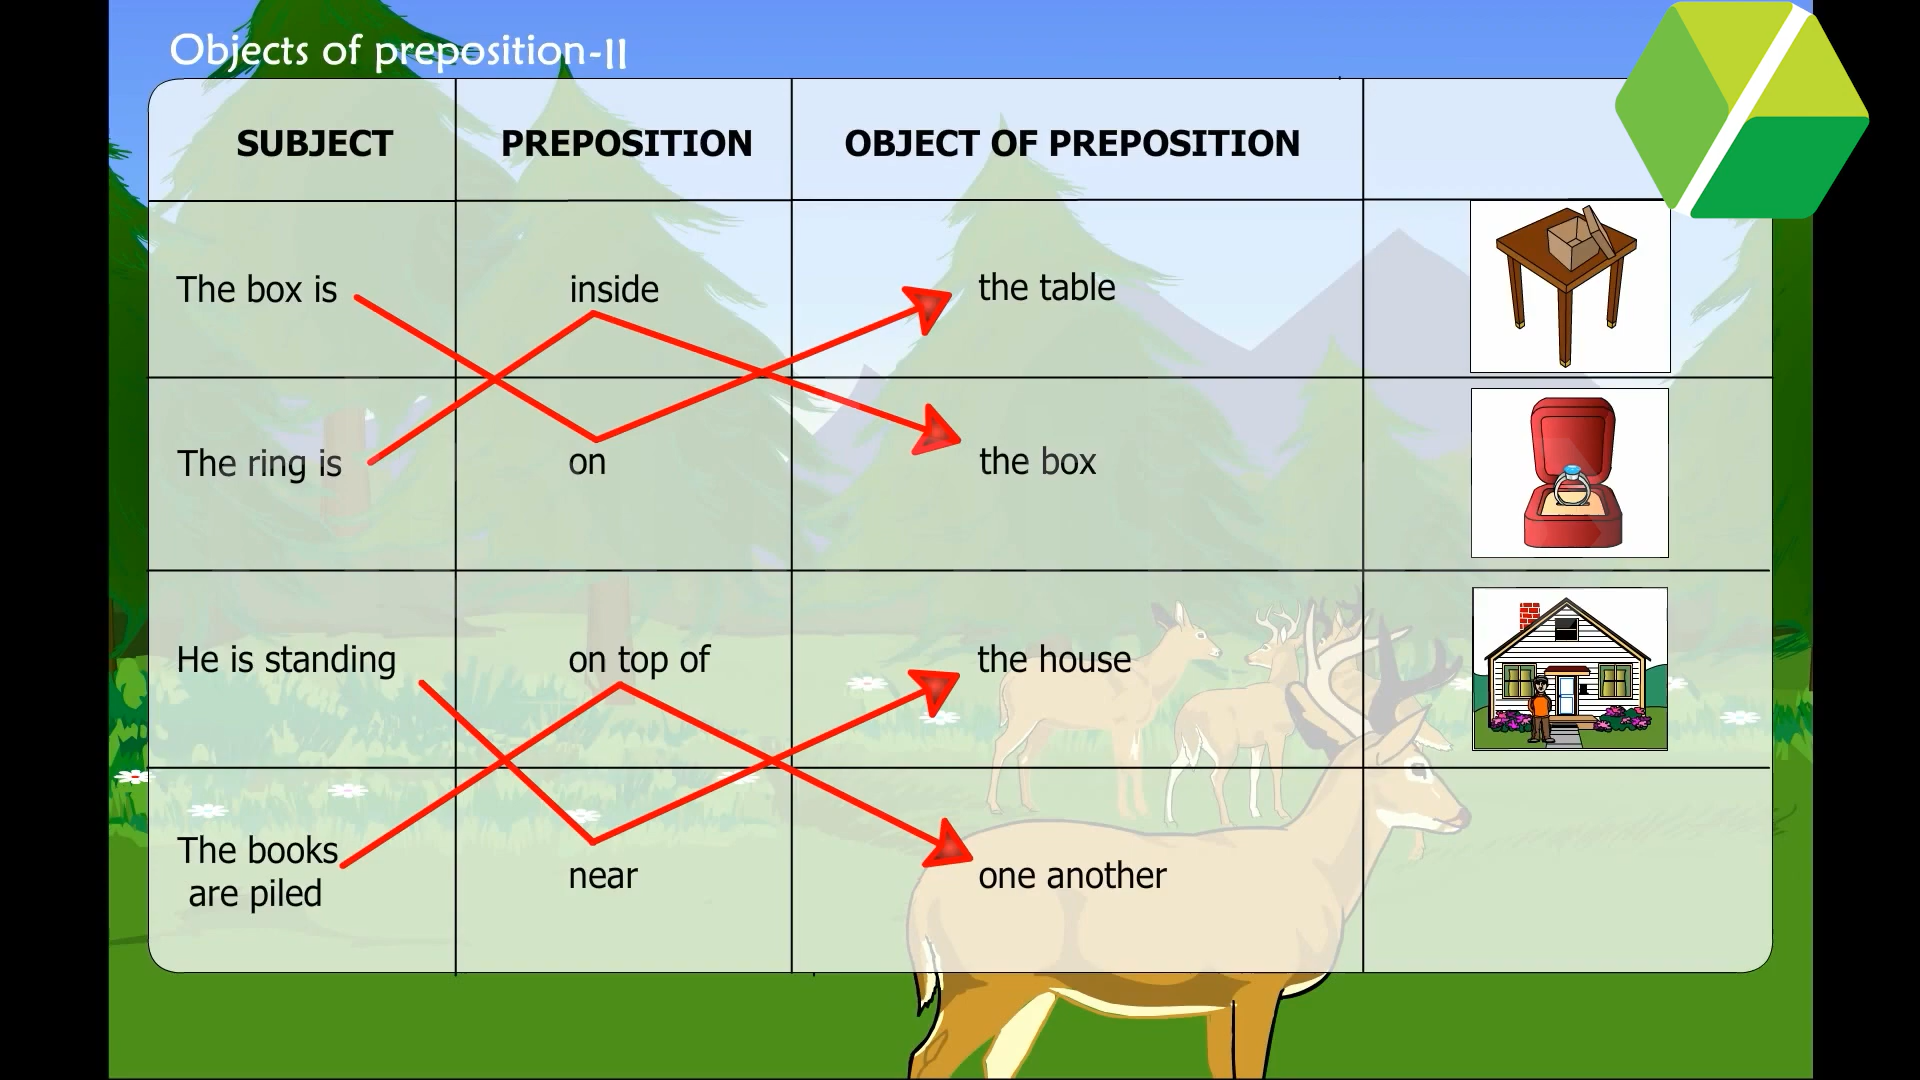 Objects of preposition-II
SUBJECT PREPOSITION OBJECT OF PREPOSITION
The box is inside the table
The ring is on the box
He is standing on top of the house
The books
are piled near one another